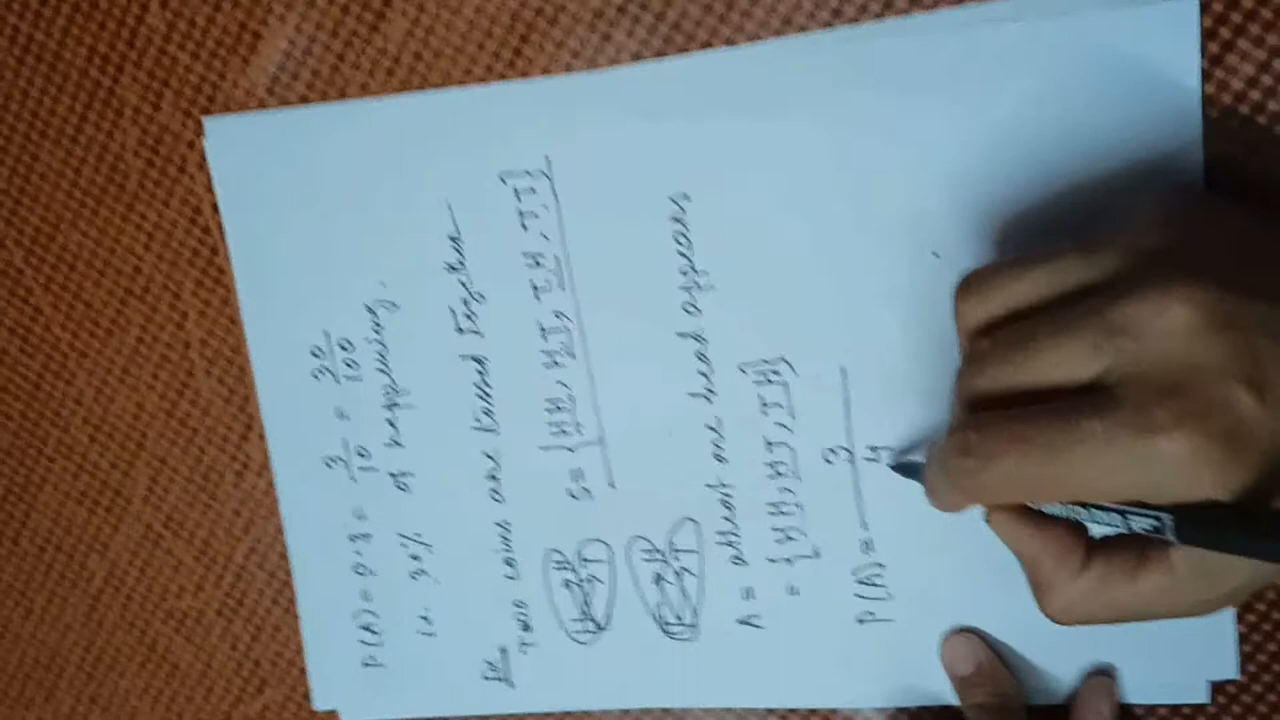 P(A) = 0.3 = 3/10 = 30/100
i.e. 30% of happening.
Ex Two coins are tossed together
H → H, T S = {HH, HT, TH, TT}
T → H, T
A = atleast one head appears
= {HH, HT, TH}
P(A) = 3/4